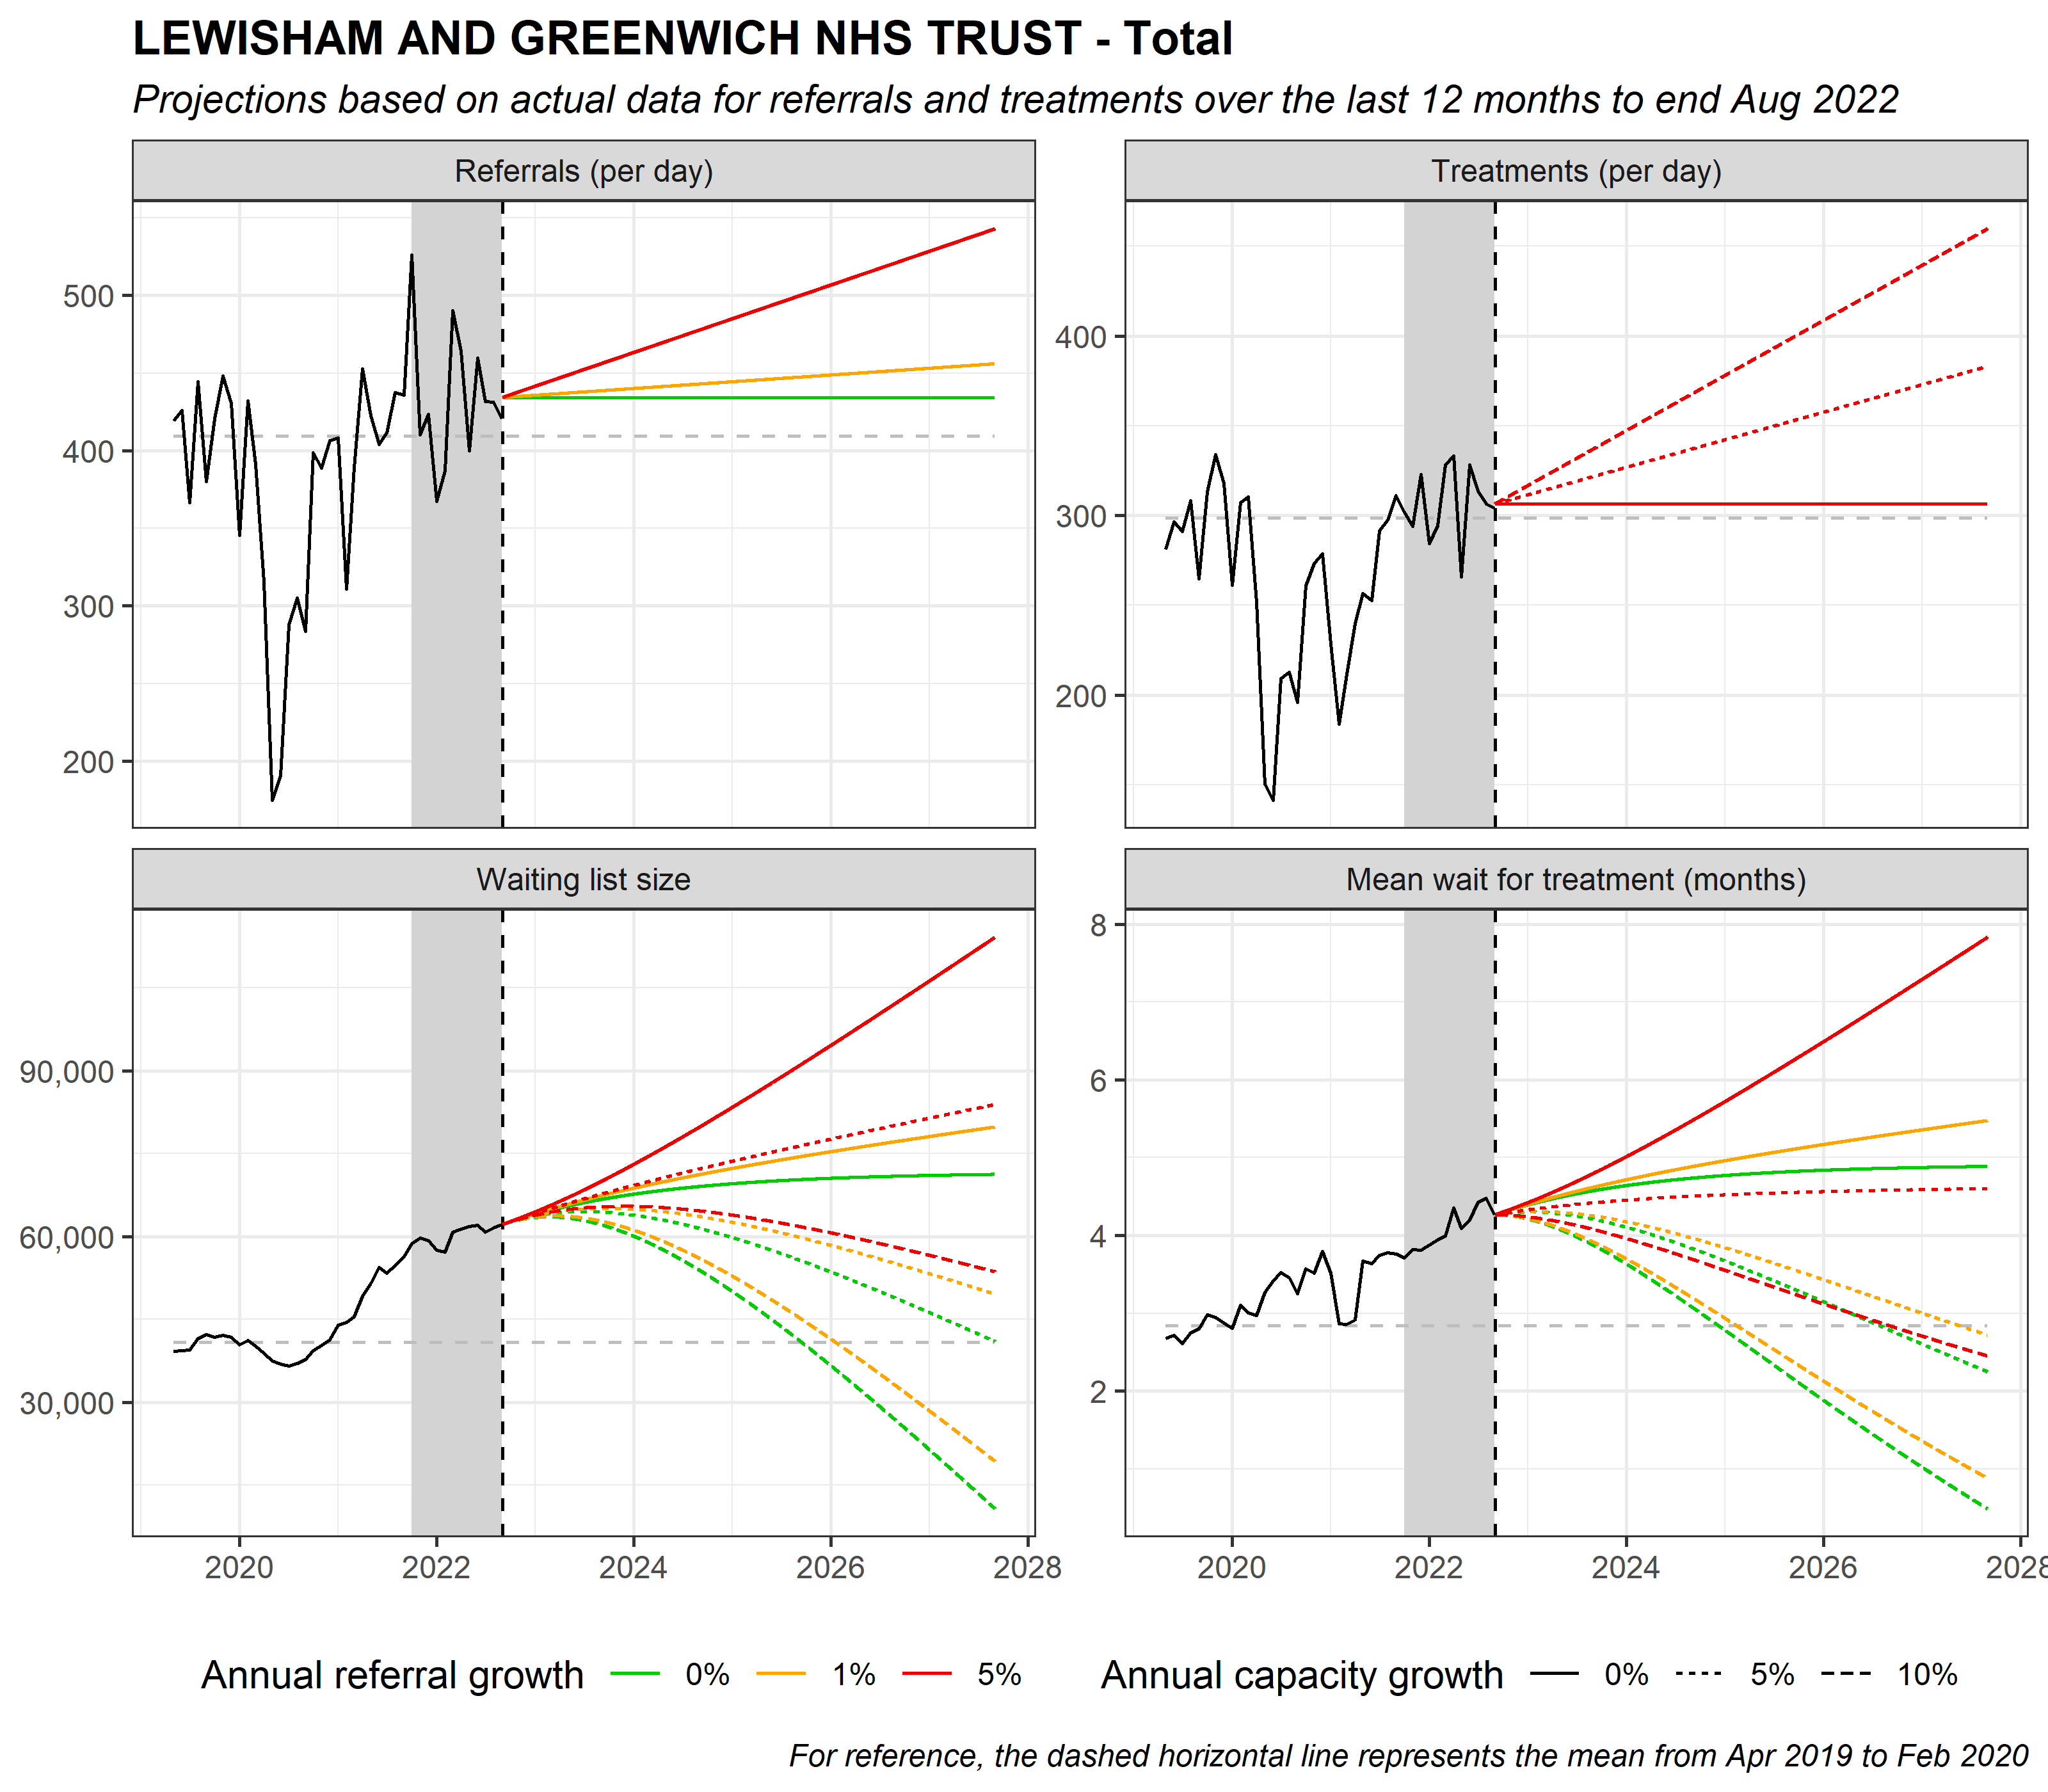 LEWISHAM AND GREENWICH NHS TRUST - Total
Projections based on actual data for referrals and treatments over the last 12 months to end Aug 2022
Referrals (per day)
Treatments (per day)
500
400
300
200
400
300
200
Waiting list size
Mean wait for treatment (months)
90,000
60,000
30,000
8
6
4
2
2020 2022 2024 2026 2028
2020 2022 2024 2026 2028
Annual referral growth 0% 1% 5%
Annual capacity growth 0% 5% 10%
For reference, the dashed horizontal line represents the mean from Apr 2019 to Feb 2020